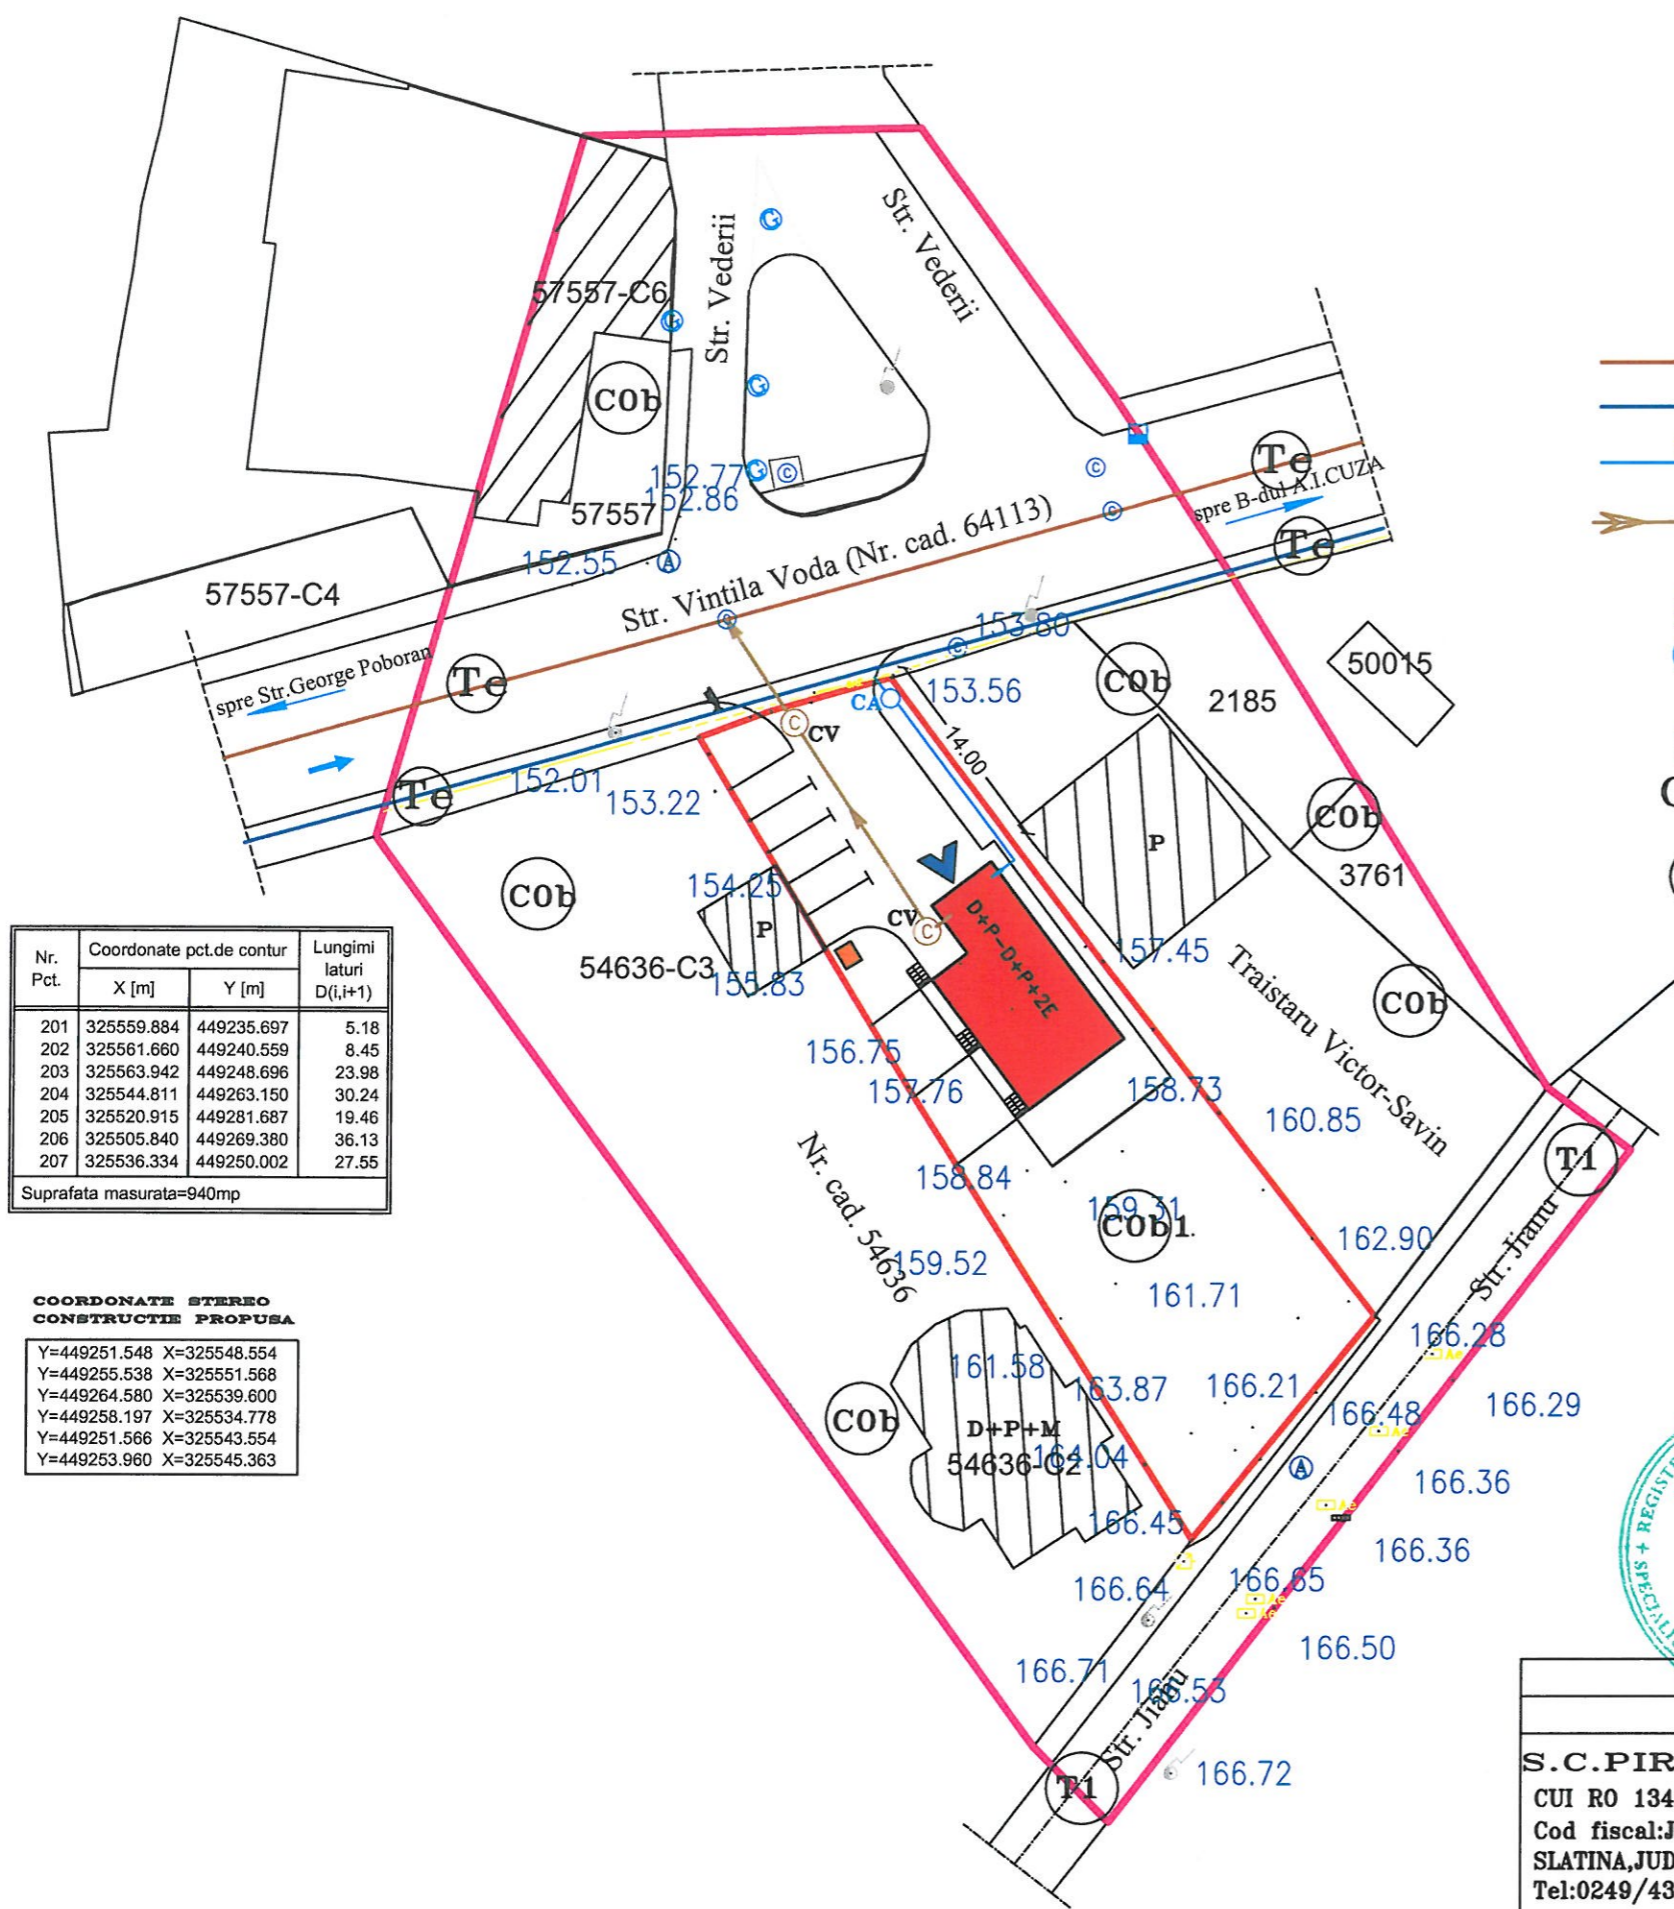 Str. Vederii
Str. Vederii
G
57557-C6
G
C0b
G
152.77
G
C
152.86
57557
C
Te
spre B-dul A.I.CUZA
C
Te
152.55
A
Str. Vintila Voda (Nr. cad. 64113)
57557-C4
C
153.80
C
50015
spre Str.George Poboran
Te
153.56
C0b
2185
CA
C
CV
14.00
Te
152.01
153.22
C0b
P
3761
154.25
C0b
P
CV
C
D+P-D+P+2E
157.45
54636-C3
155.83
Traistaru Victor-Savin
C0b
156.75
157.76
158.73
160.85
Nr. cad. 54636
158.84
159.31
C0b1
T1
159.52
161.71
162.90
Str. Jianu
161.58
163.87
166.21
166.28
Ae
166.29
C0b
D+P+M
54636-C2
164.04
166.48
Ae
A
166.36
166.45
Ae
166.36
166.64
166.65
Ae
Ae
166.50
166.71
166.53
Str. Jianu
T1
166.72
Nr. Pct. Coordonate pct.de contur Lungimi laturi D(i,i+1)
X [m] Y [m]
201 325559.884 449235.697 5.18
202 325561.660 449240.559 8.45
203 325563.942 449248.696 23.98
204 325544.811 449263.150 30.24
205 325520.915 449281.687 19.46
206 325505.840 449269.380 36.13
207 325536.334 449250.002 27.55
Suprafata masurata=940mp
COORDONATE STEREO
CONSTRUCTIE PROPUSA
Y=449251.548 X=325548.554
Y=449255.538 X=325551.568
Y=449264.580 X=325539.600
Y=449258.197 X=325534.778
Y=449251.566 X=325543.554
Y=449253.960 X=325545.363
S.C.PIR
CUI RO 134
Cod fiscal:J
SLATINA,JUD
Tel:0249/43